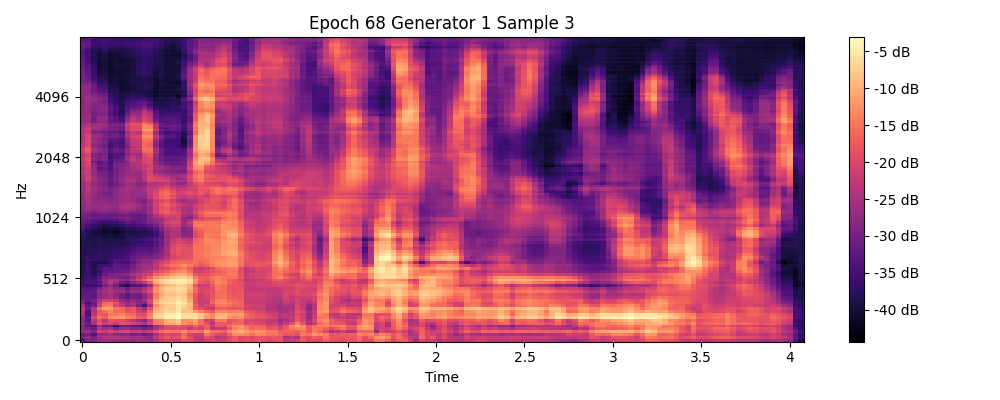 Epoch 68 Generator 1 Sample 3
Hz
4096
2048
1024
512
0
0 0.5 1 1.5 2 2.5 3 3.5 4
Time
-5 dB
-10 dB
-15 dB
-20 dB
-25 dB
-30 dB
-35 dB
-40 dB